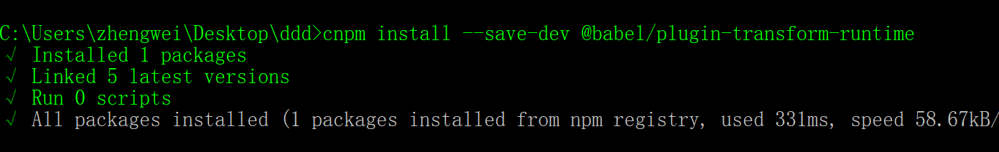 C:\Users\zhengwei\Desktop\ddd>cnpm install --save-dev @babel/plugin-transform-runtime
√ Installed 1 packages
√ Linked 5 latest versions
√ Run 0 scripts
√ All packages installed (1 packages installed from npm registry, used 331ms, speed 58.67kB/